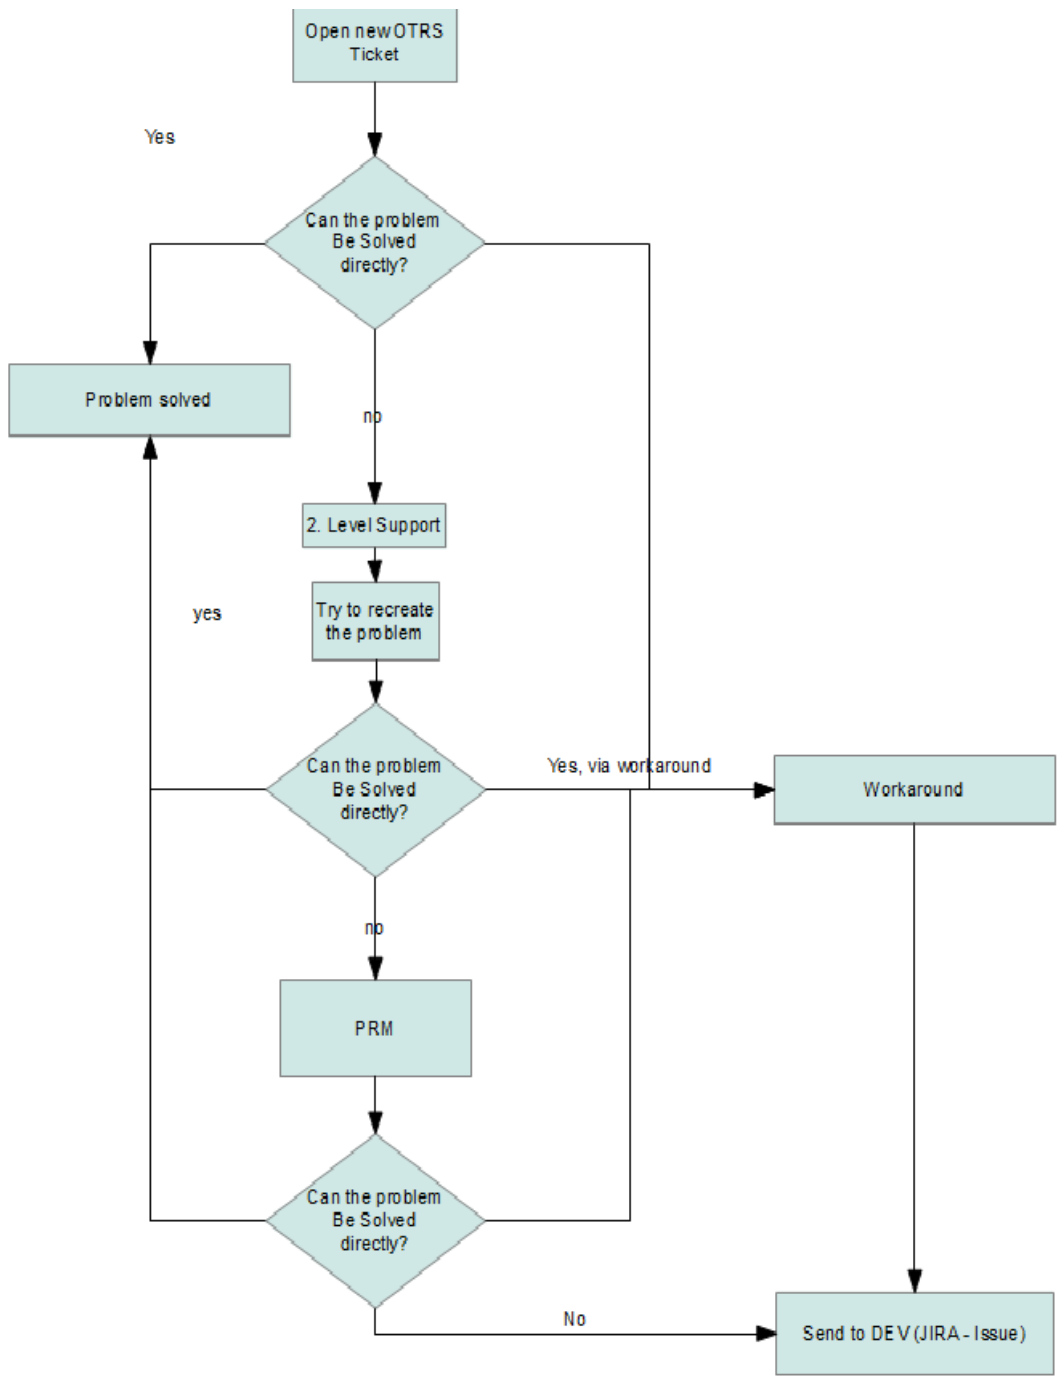 Open new OTRS
Ticket
Yes
Can the problem
Be Solved
directly?
Problem solved
no
2. Level Support
Try to recreate
the problem
yes
Can the problem
Be Solved
directly?
Yes, via workaround
Workaround
no
PRM
Can the problem
Be Solved
directly?
No
Send to DEV (JIRA - Issue)